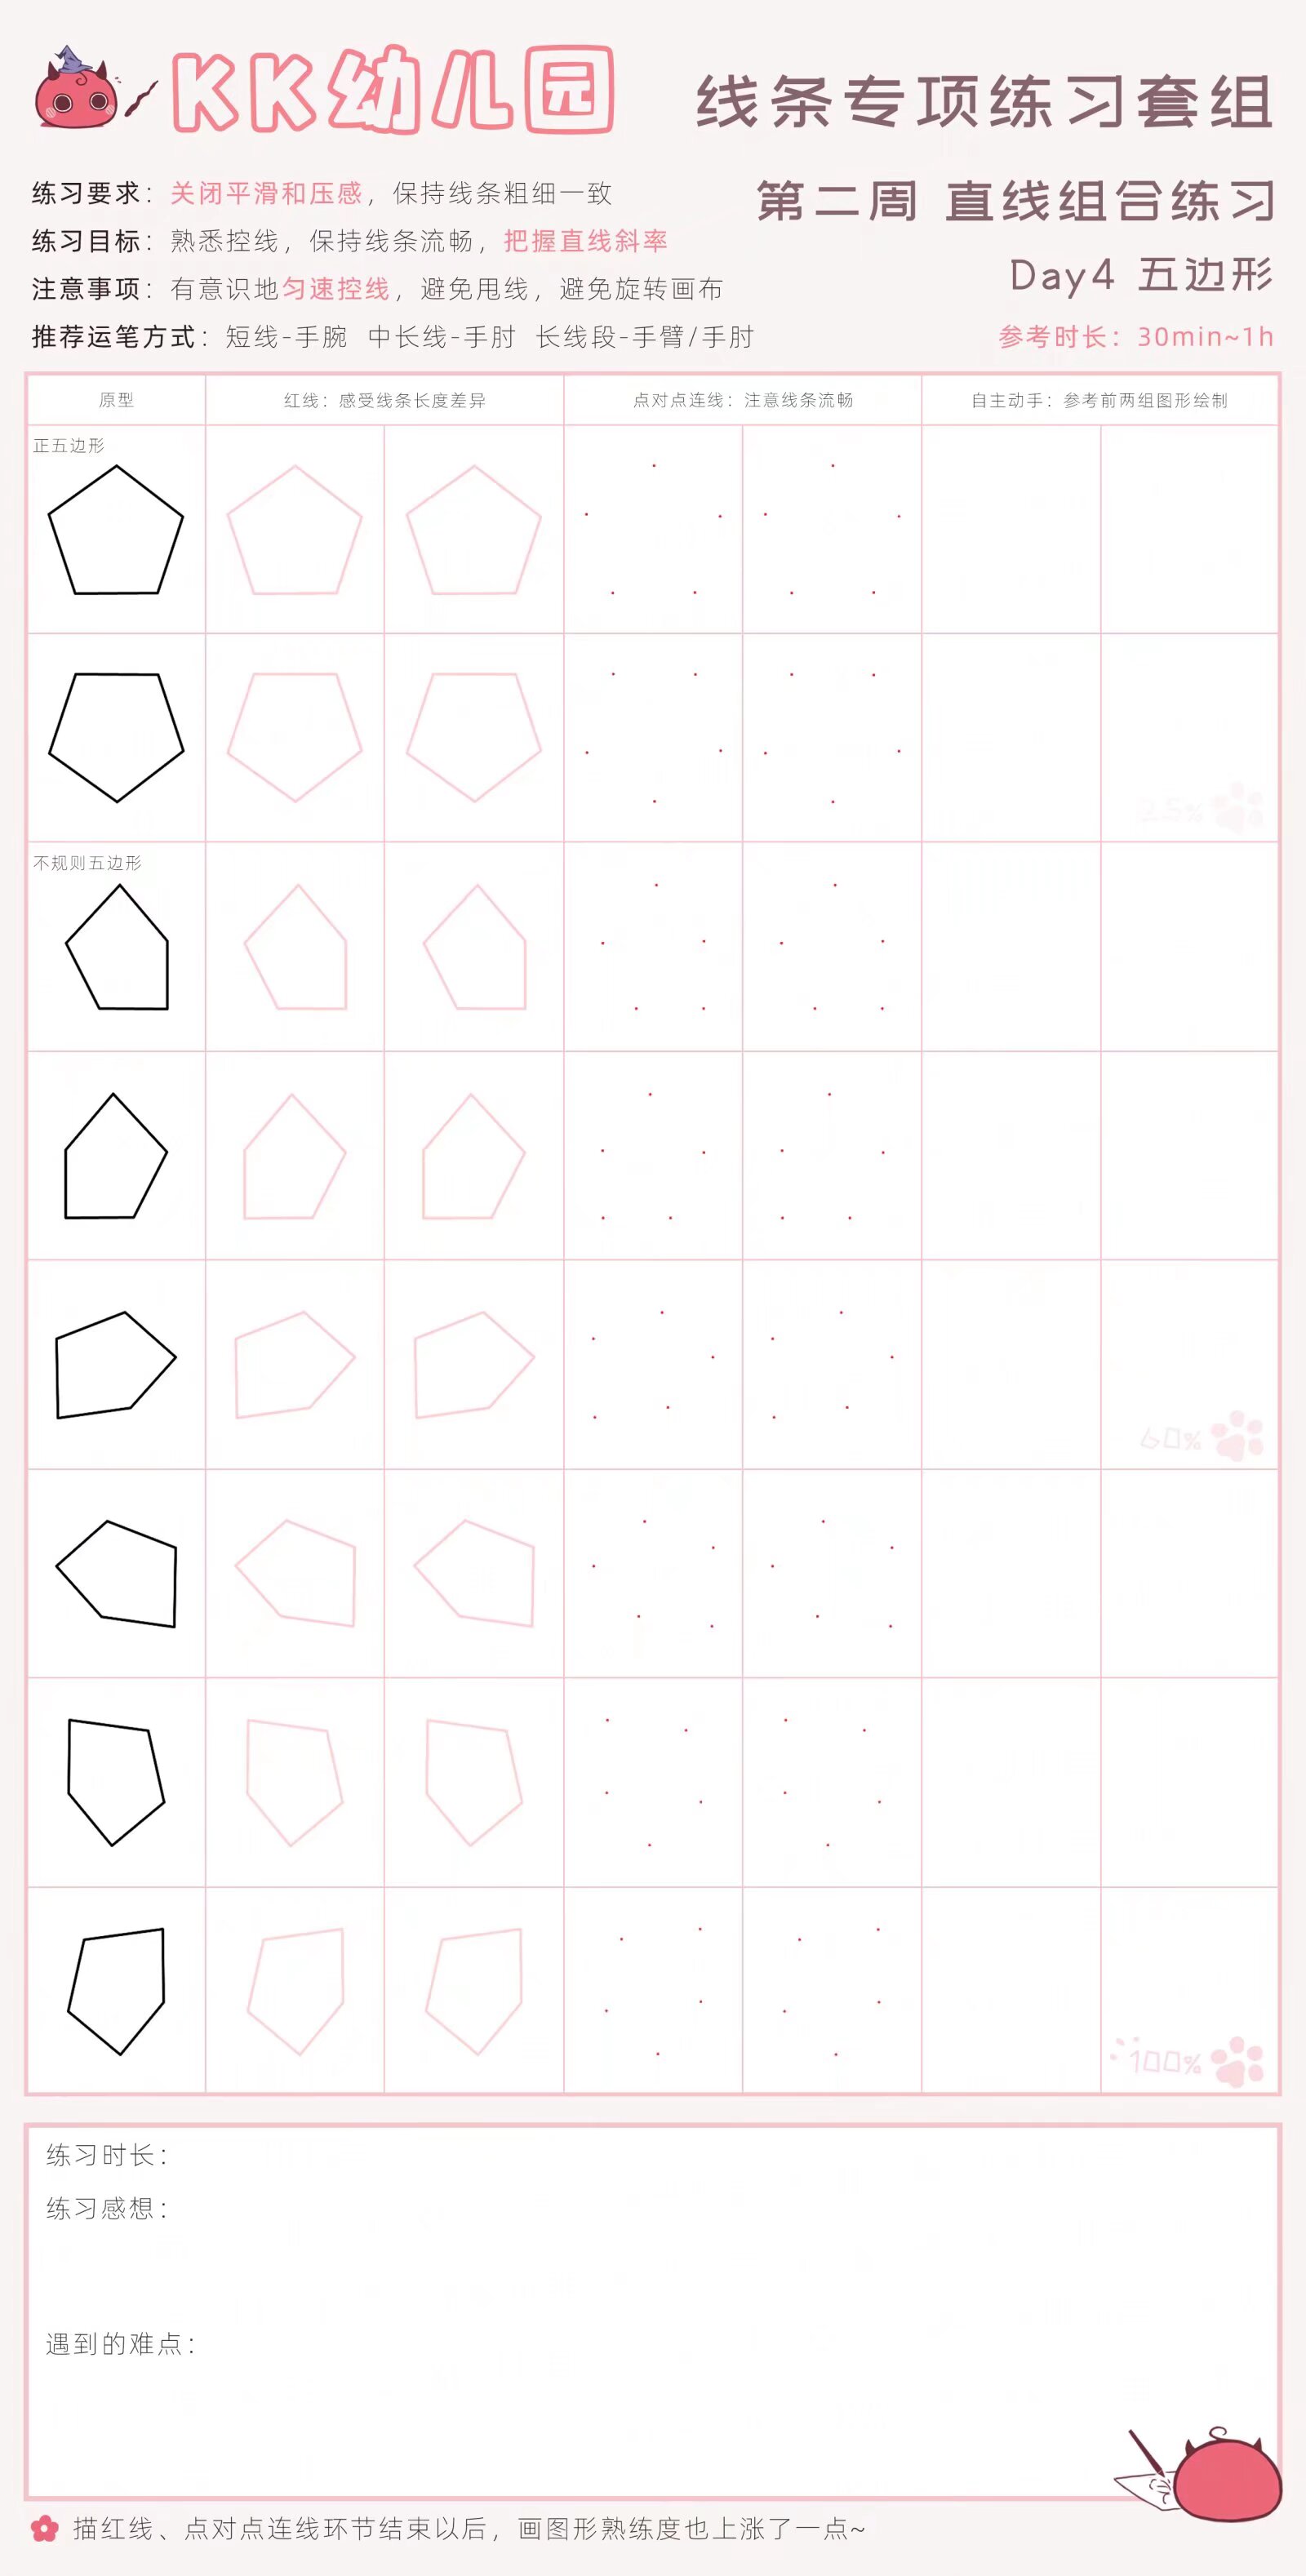 KK幼儿园
线条专项练习套组
练习要求：关闭平滑和压感，保持线条粗细一致
第二周 直线组合练习
练习目标：熟悉控线，保持线条流畅，把握直线斜率
Day4 五边形
注意事项：有意识地匀速控线，避免甩线，避免旋转画布
推荐运笔方式：短线-手腕 中长线-手肘 长线段-手臂/手肘
参考时长：30min~1h
原型
红线：感受线条长度差异
点对点连线：注意线条流畅
自主动手：参考前两组图形绘制
正五边形
25%
不规则五边形
60%
100%
练习时长：
练习感想：
遇到的难点：
描红线、点对点连线环节结束以后，画图形熟练度也上涨了一点~